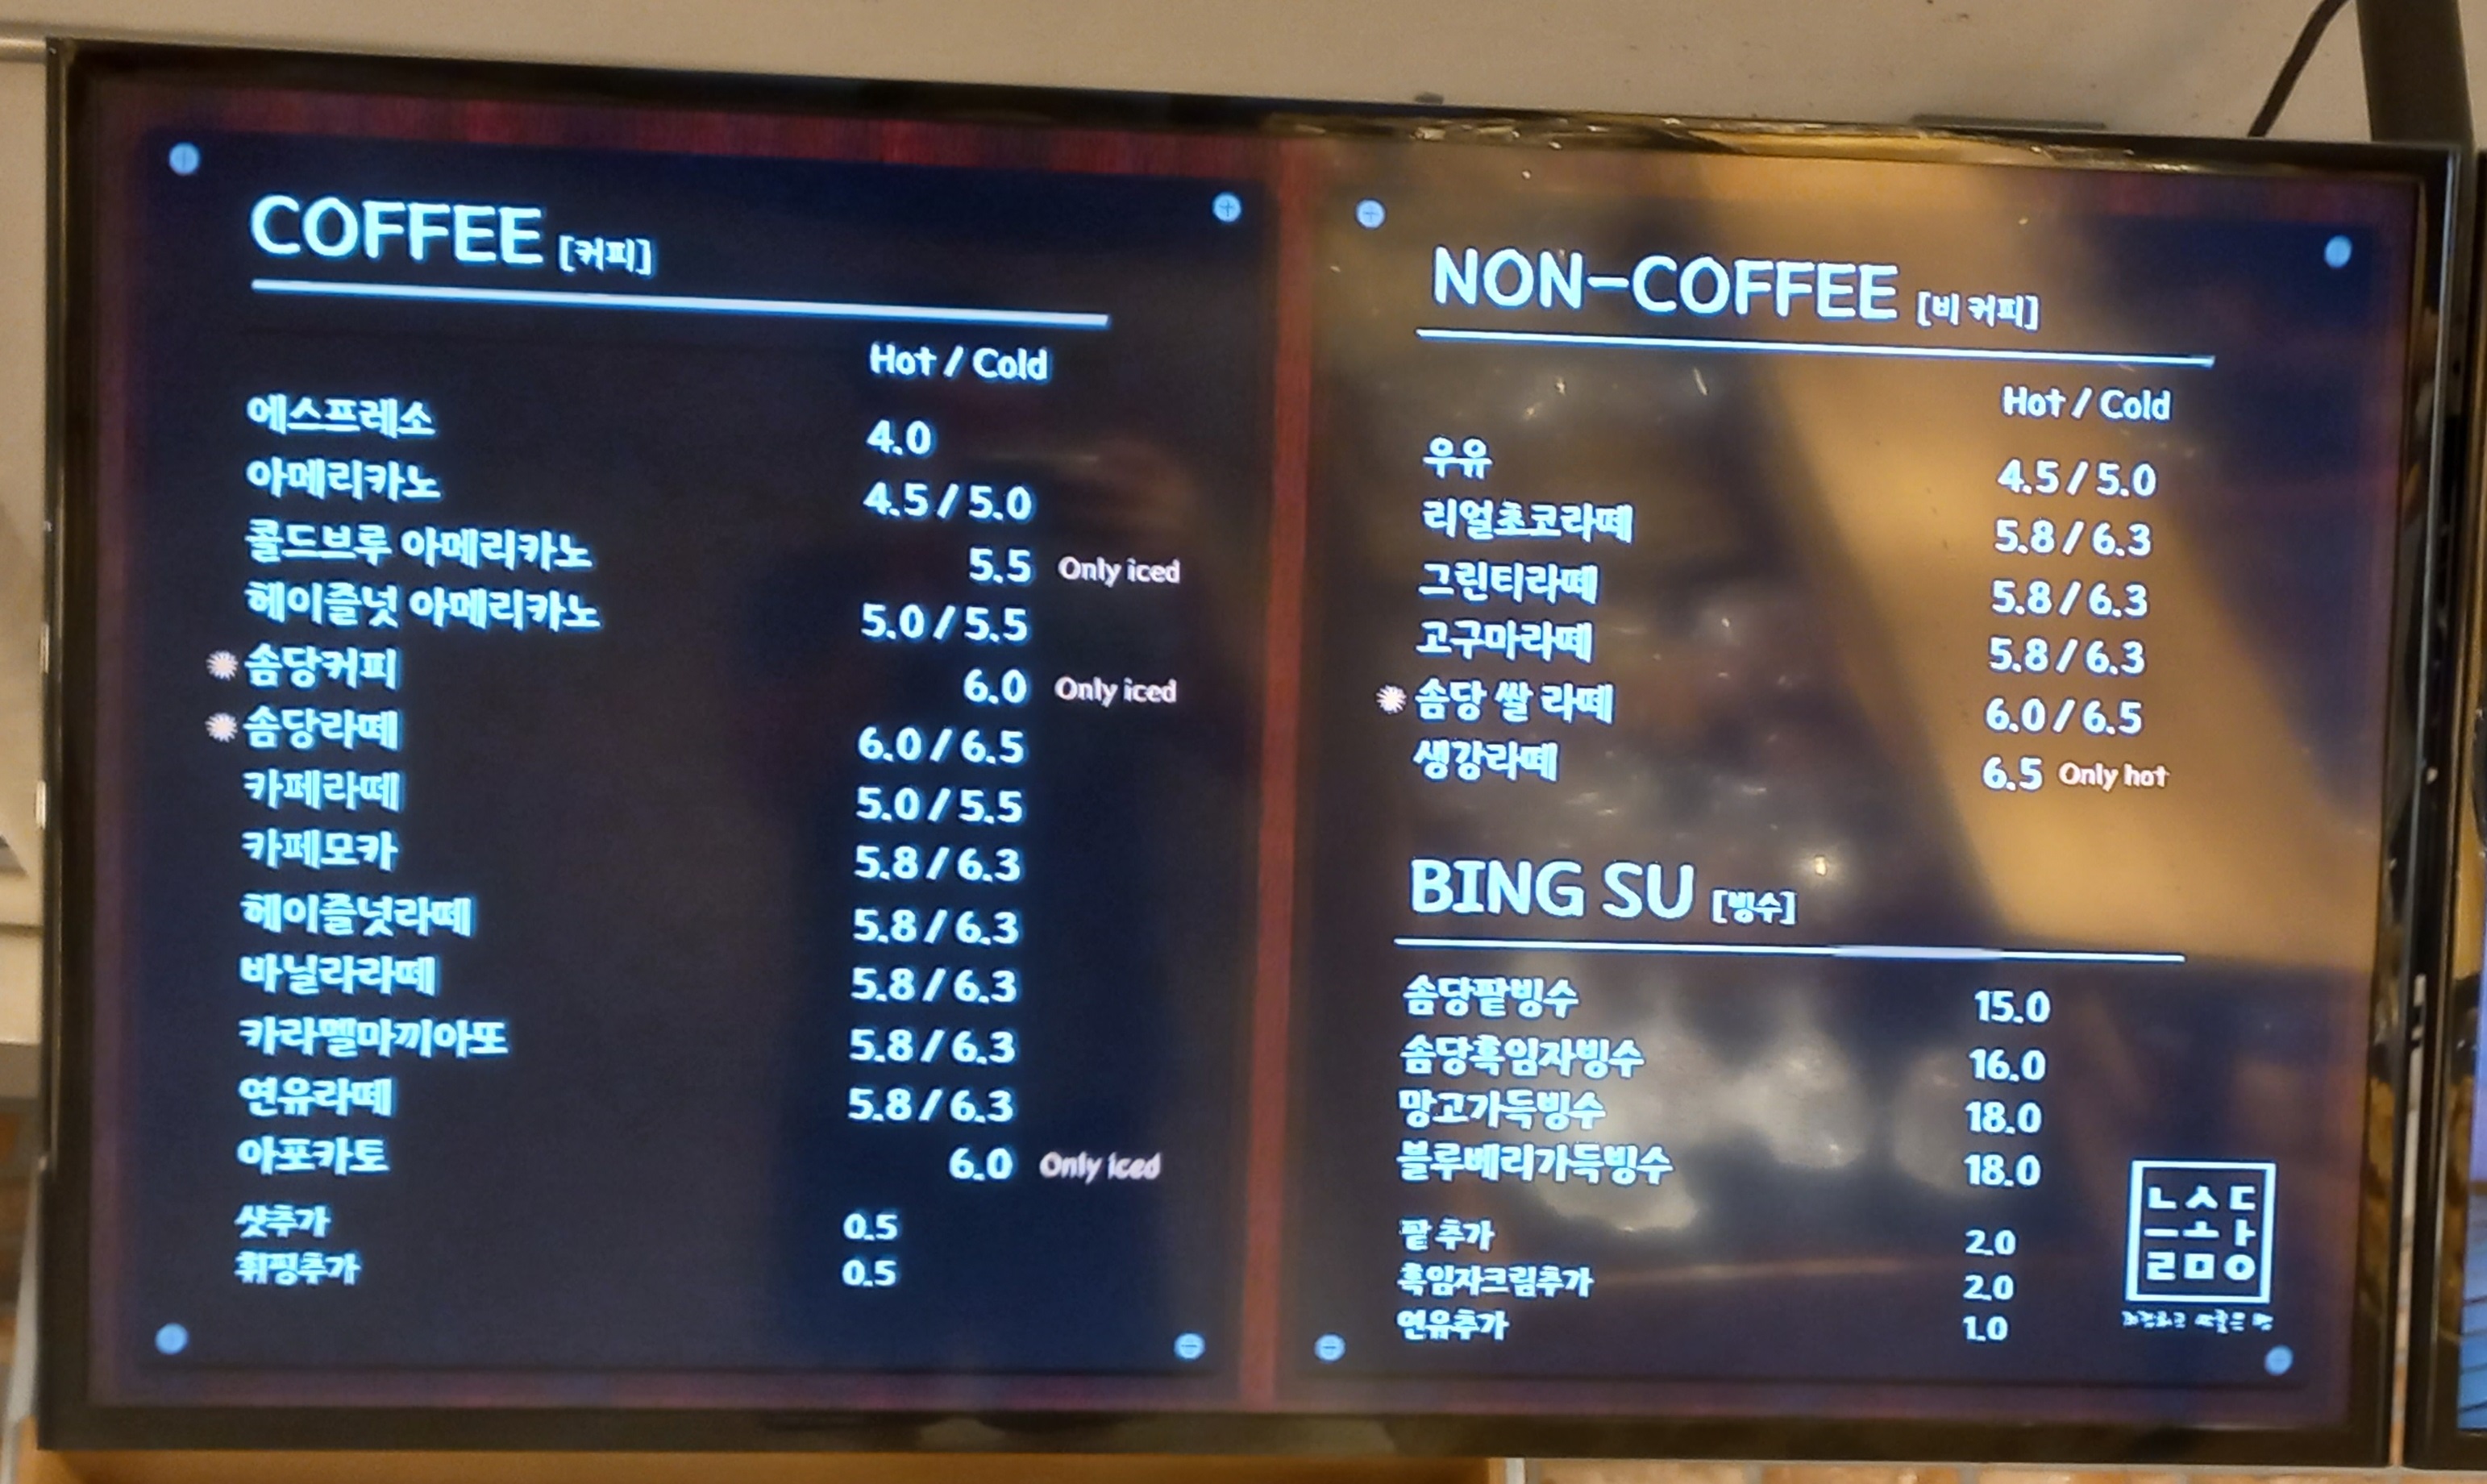 COFFEE [커피]
Hot / Cold
에스프레소 4.0
아메리카노 4.5 / 5.0
콜드브루 아메리카노 5.5 Only iced
헤이즐넛 아메리카노 5.0 / 5.5
솜당커피 6.0 Only iced
솜당라떼 6.0 / 6.5
카페라떼 5.0 / 5.5
카페모카 5.8 / 6.3
헤이즐넛라떼 5.8 / 6.3
바닐라라떼 5.8 / 6.3
카라멜마끼아또 5.8 / 6.3
연유라떼 5.8 / 6.3
아포카토 6.0 Only iced
샷추가 0.5
휘핑추가 0.5
NON-COFFEE [비 커피]
Hot / Cold
우유 4.5 / 5.0
리얼초코라떼 5.8 / 6.3
그린티라떼 5.8 / 6.3
고구마라떼 5.8 / 6.3
솜당 쌀 라떼 6.0 / 6.5
생강라떼 6.5 Only hot
BING SU [빙수]
솜당팥빙수 15.0
솜당흑임자빙수 16.0
망고가득빙수 18.0
블루베리가득빙수 18.0
팥 추가 2.0
흑임자크림추가 2.0
연유추가 1.0
ㄴㅅㄷ
ㅡㅗㅏ
ㄹㅁㅇ